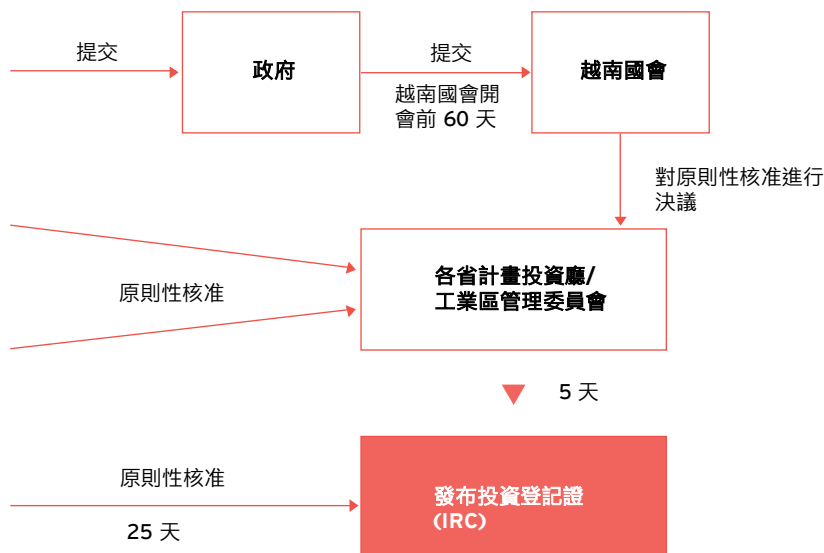 提交
政府
提交
越南國會開
會前 60 天
越南國會
對原則性核准進行
決議
原則性核准
各省計畫投資廳/
工業區管理委員會
5 天
原則性核准
25 天
發布投資登記證
(IRC)